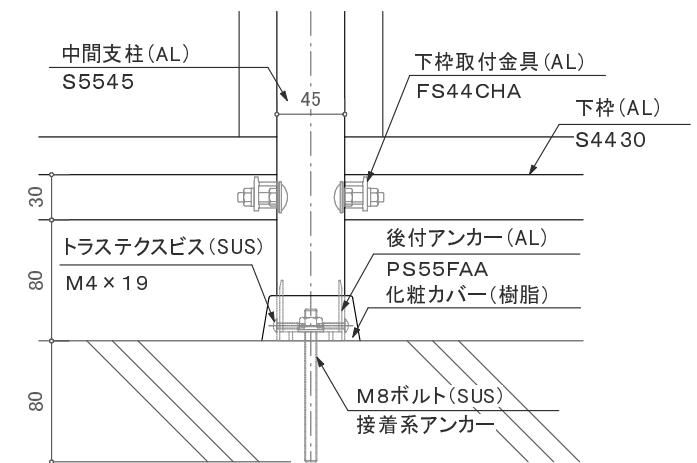 中間支柱(AL)
S5545
下枠取付金具(AL)
FS44CHA
45
下枠(AL)
S4430
30
トラステクスビス(SUS)
M4×19
後付アンカー(AL)
PS55FAA
化粧カバー(樹脂)
80
80
M8ボルト(SUS)
接着系アンカー